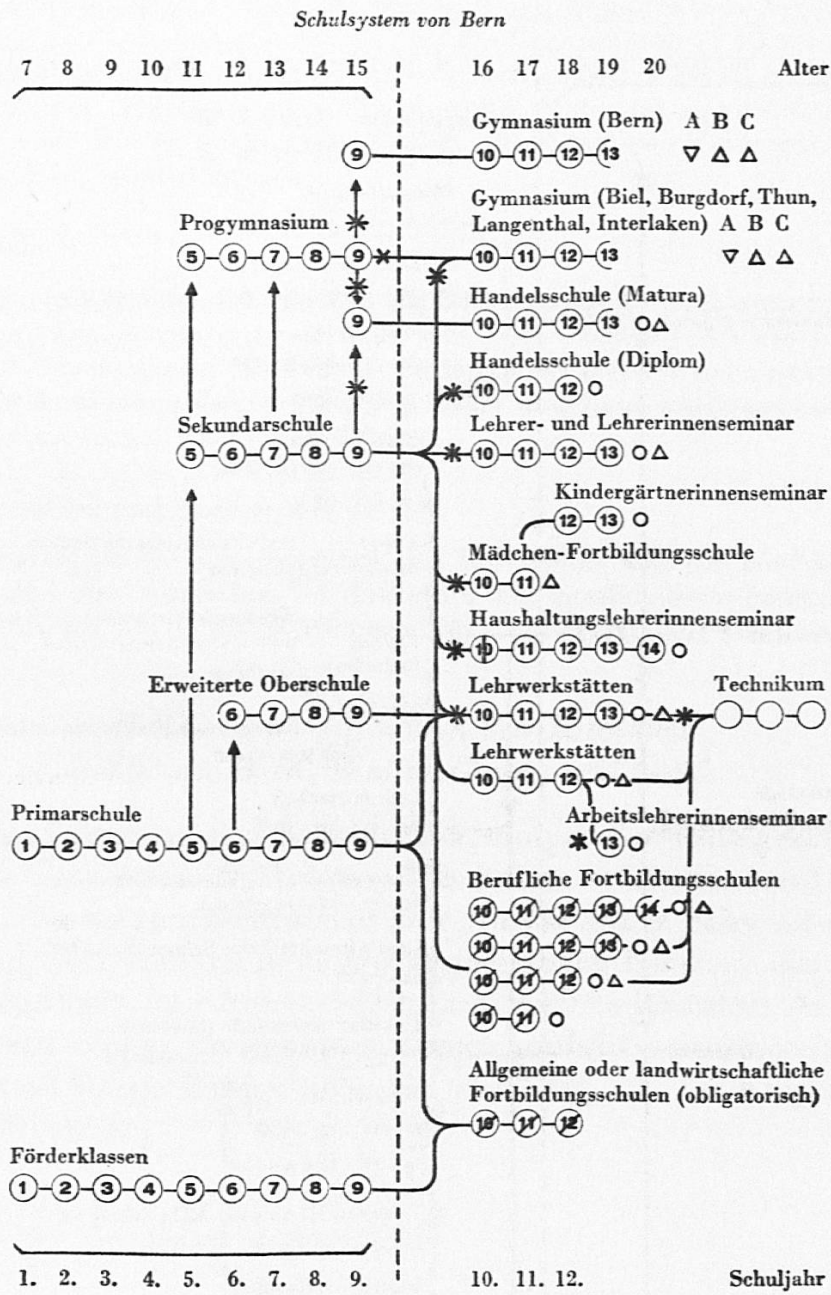 Schulsystem von Bern
7 8 9 10 11 12 13 14 15 16 17 18 19 20 Alter
Gymnasium (Bern) A B C
9 10 11 12 13
Gymnasium (Biel, Burgdorf, Thun,
Progymnasium Langenthal, Interlaken) A B C
5 6 7 8 9 10 11 12 13
Handelsschule (Matura)
9 10 11 12 13
Handelsschule (Diplom)
10 11 12
Sekundarschule Lehrer- und Lehrerinnenseminar
5 6 7 8 9 10 11 12 13
Kindergärtnerinnenseminar
12 13
Mädchen-Fortbildungsschule
10 11
Haushaltungslehrerinnenseminar
10 11 12 13 14
Erweiterte Oberschule Lehrwerkstätten Technikum
6 7 8 9 10 11 12 13
Lehrwerkstätten
10 11 12
Primarschule Arbeitslehrerinnenseminar
1 2 3 4 5 6 7 8 9 13
Berufliche Fortbildungsschulen
10 11 12 13 14
10 11 12 13
10 11 12
10 11
Allgemeine oder landwirtschaftliche
Fortbildungsschulen (obligatorisch)
10 11 12
Förderklassen
1 2 3 4 5 6 7 8 9
1. 2. 3. 4. 5. 6. 7. 8. 9. 10. 11. 12. Schuljahr